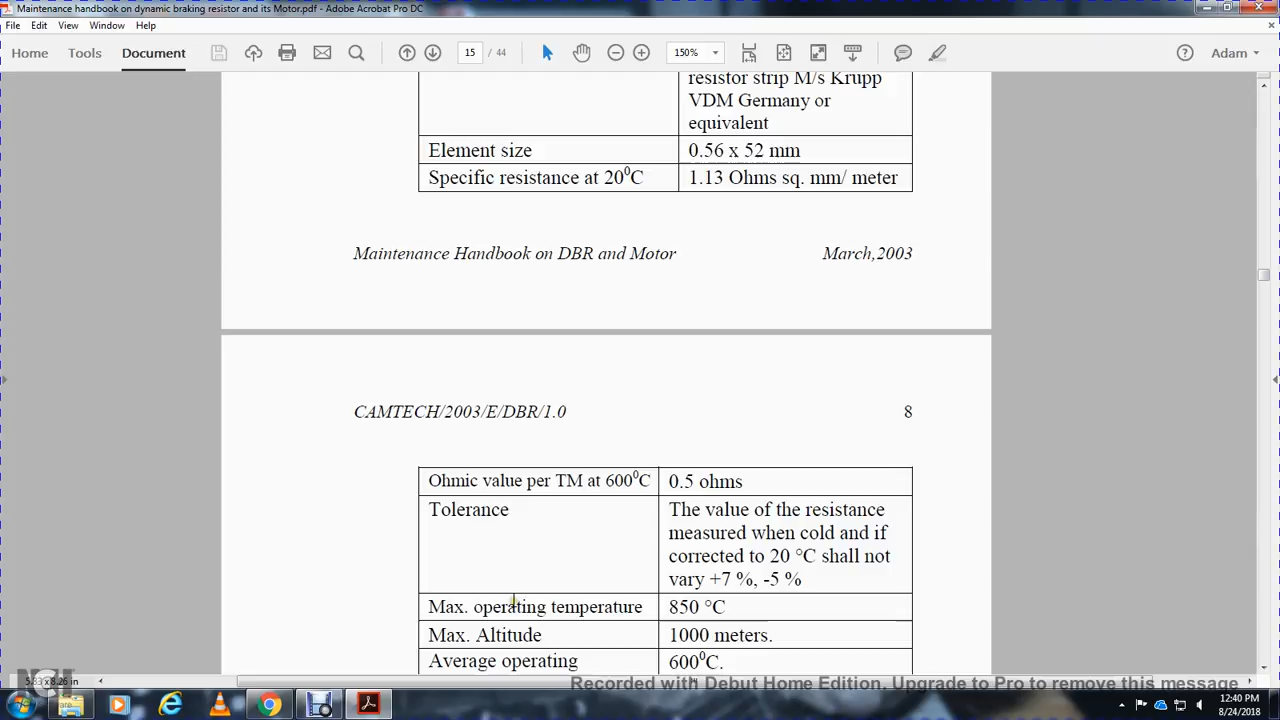 Maintenance handbook on dynamic braking resistor and its Motor.pdf - Adobe Acrobat Pro DC
File Edit View Window Help
Home Tools Document 15 / 44 150% Adam
resistor strip M/s Krupp
VDM Germany or
equivalent
Element size 0.56 x 52 mm
Specific resistance at 20⁰C 1.13 Ohms sq. mm/ meter
Maintenance Handbook on DBR and Motor March,2003
CAMTECH/2003/E/DBR/1.0 8
Ohmic value per TM at 600⁰C 0.5 ohms
Tolerance The value of the resistance
measured when cold and if
corrected to 20 °C shall not
vary +7 %, -5 %
Max. operating temperature 850 °C
Max. Altitude 1000 meters.
Average operating 600⁰C.
5.83 x 8.26 in
Recorded with Debut Home Edition. Upgrade to Pro to remove this message
12:40 PM
8/24/2018